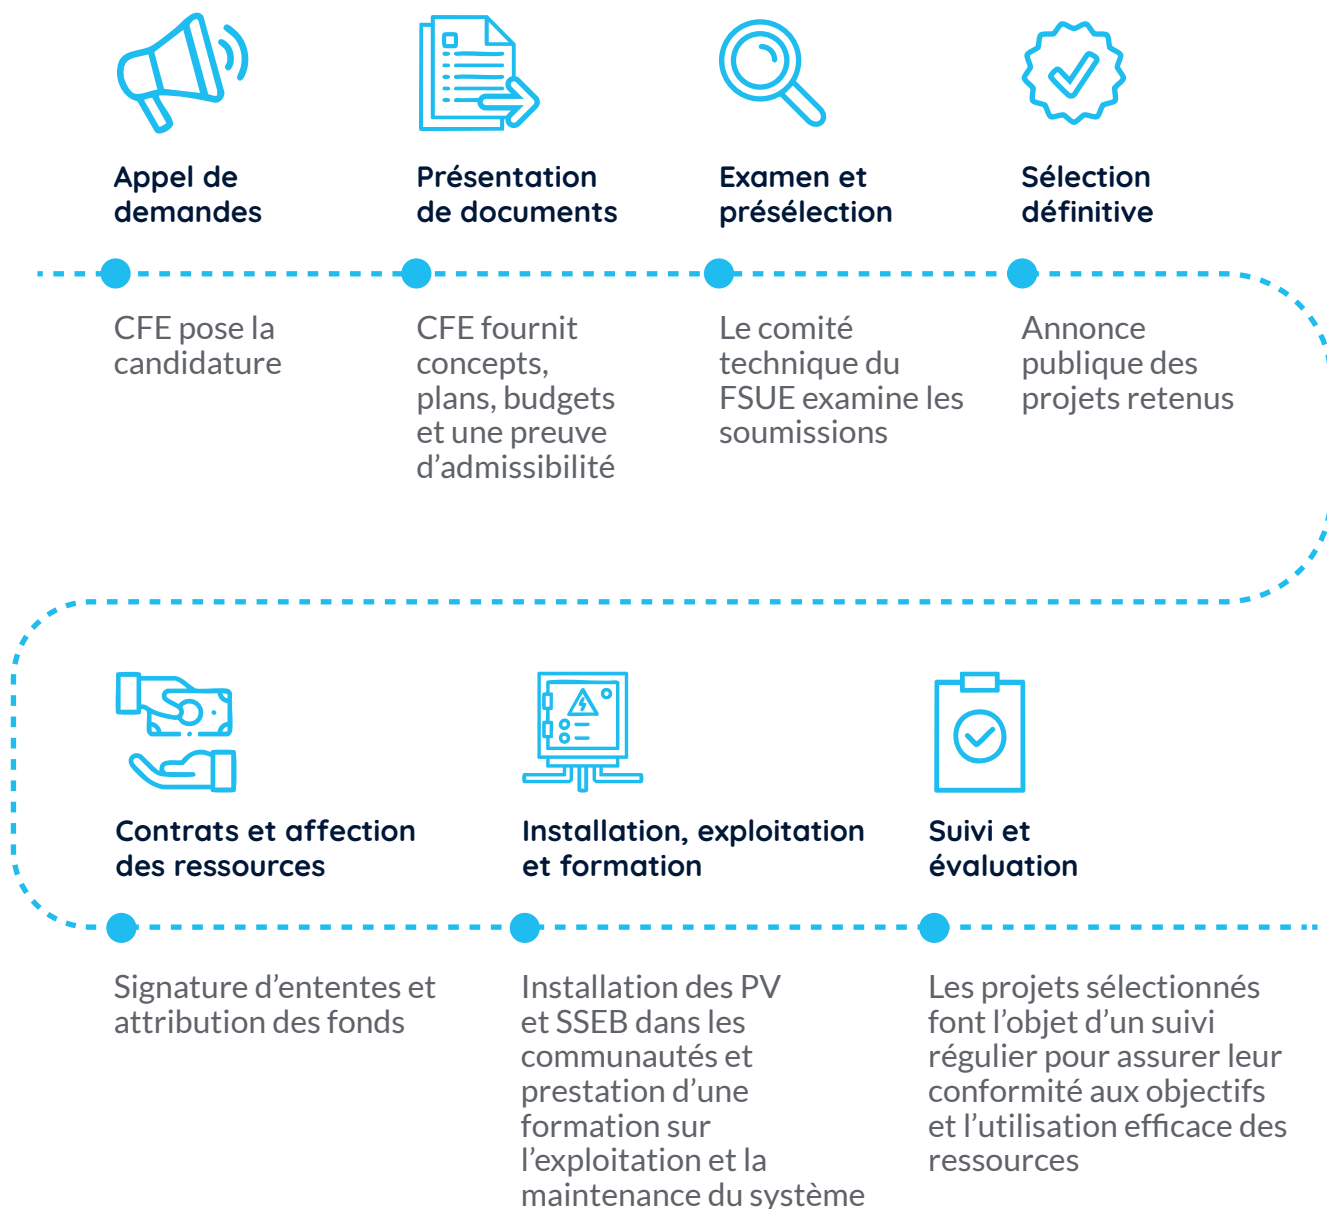 Appel de
demandes
CFE pose la
candidature
Présentation
de documents
CFE fournit
concepts,
plans, budgets
et une preuve
d’admissibilité
Examen et
présélection
Le comité
technique du
FSUE examine les
soumissions
Sélection
définitive
Annonce
publique des
projets retenus
Contrats et affection
des ressources
Signature d’ententes et
attribution des fonds
Installation, exploitation
et formation
Installation des PV
et SSEB dans les
communautés et
prestation d’une
formation sur
l’exploitation et la
maintenance du système
Suivi et
évaluation
Les projets sélectionnés
font l’objet d’un suivi
régulier pour assurer leur
conformité aux objectifs
et l’utilisation efficace des
ressources